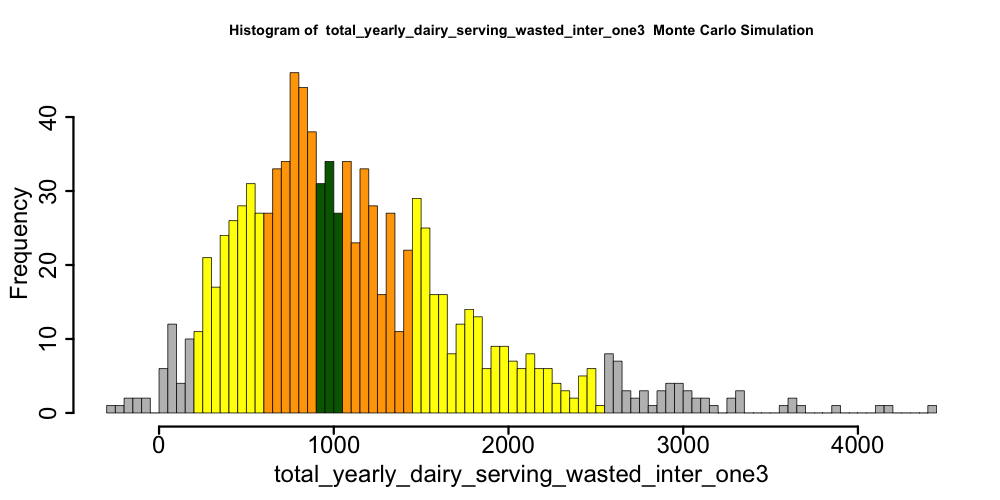 Histogram of total_yearly_dairy_serving_wasted_inter_one3 Monte Carlo Simulation
Frequency
40
30
20
10
0
0 1000 2000 3000 4000
total_yearly_dairy_serving_wasted_inter_one3